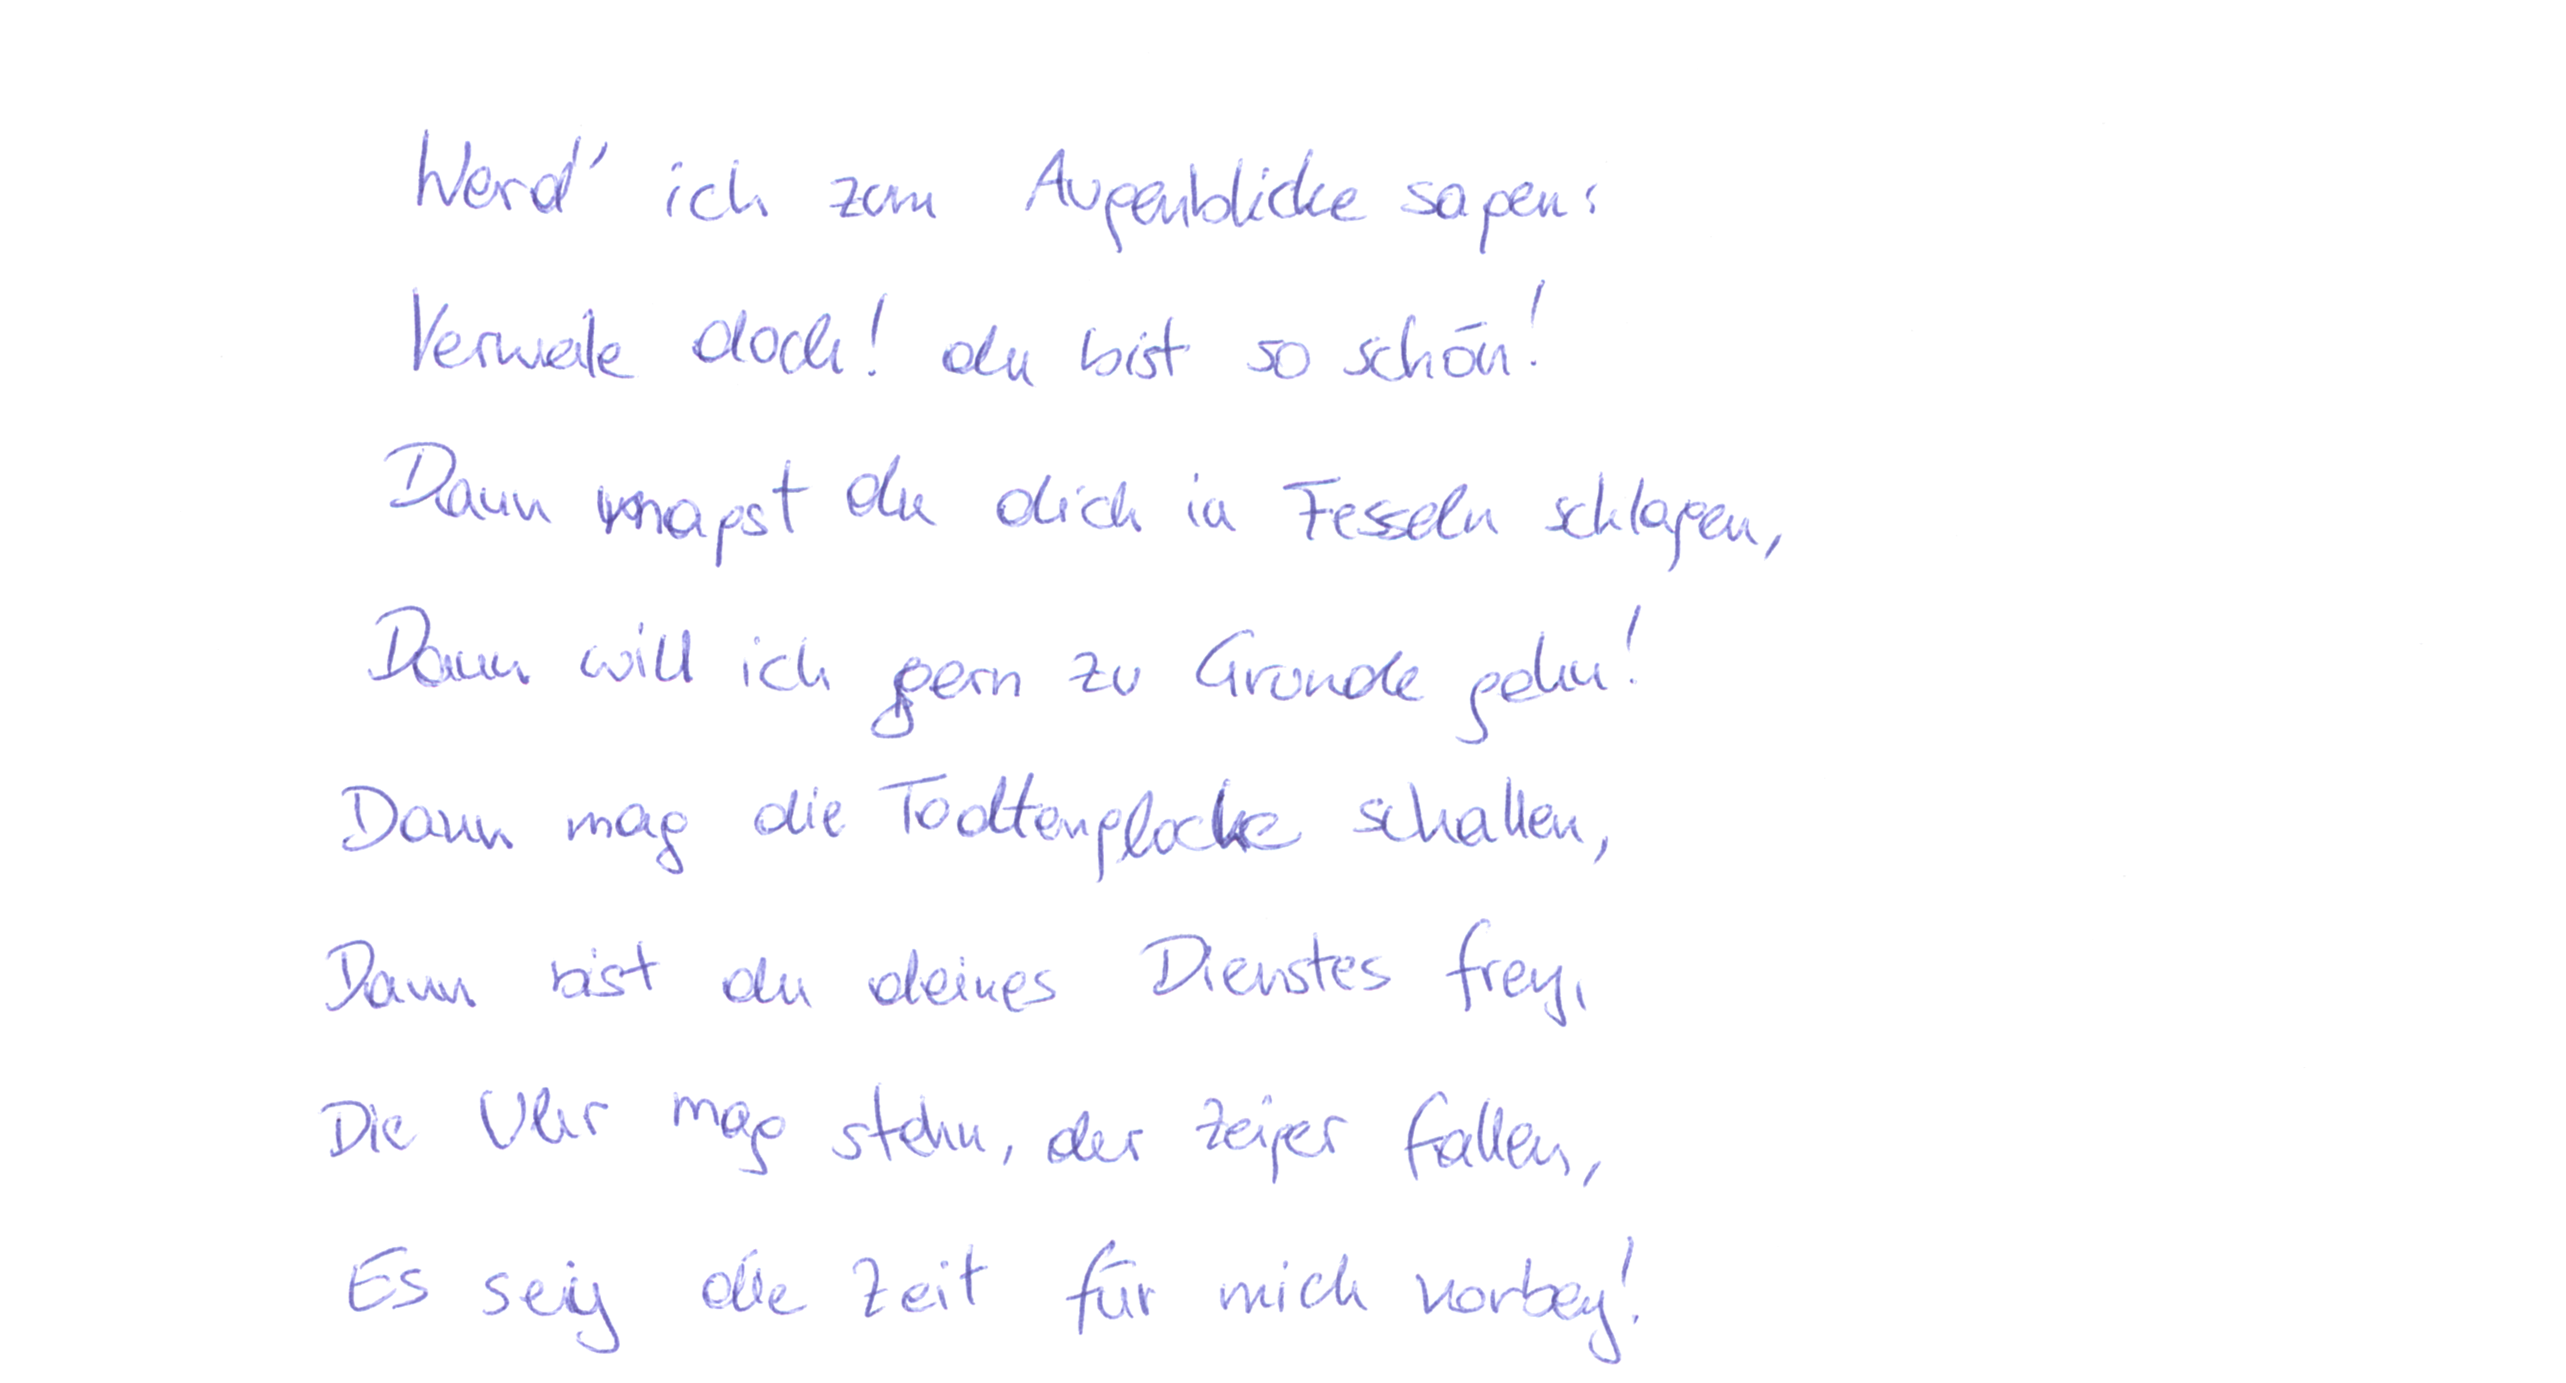 Werd' ich zum Augenblicke sagen:
Verweile doch! du bist so schön!
Dann magst du dich in Fesseln schlagen,
Dann will ich gern zu Grunde gehn!
Dann mag die Todtenglocke schallen,
Dann bist du deines Dienstes frey,
Die Uhr mag stehn, der Zeiger fallen,
Es sey die Zeit für mich vorbey!